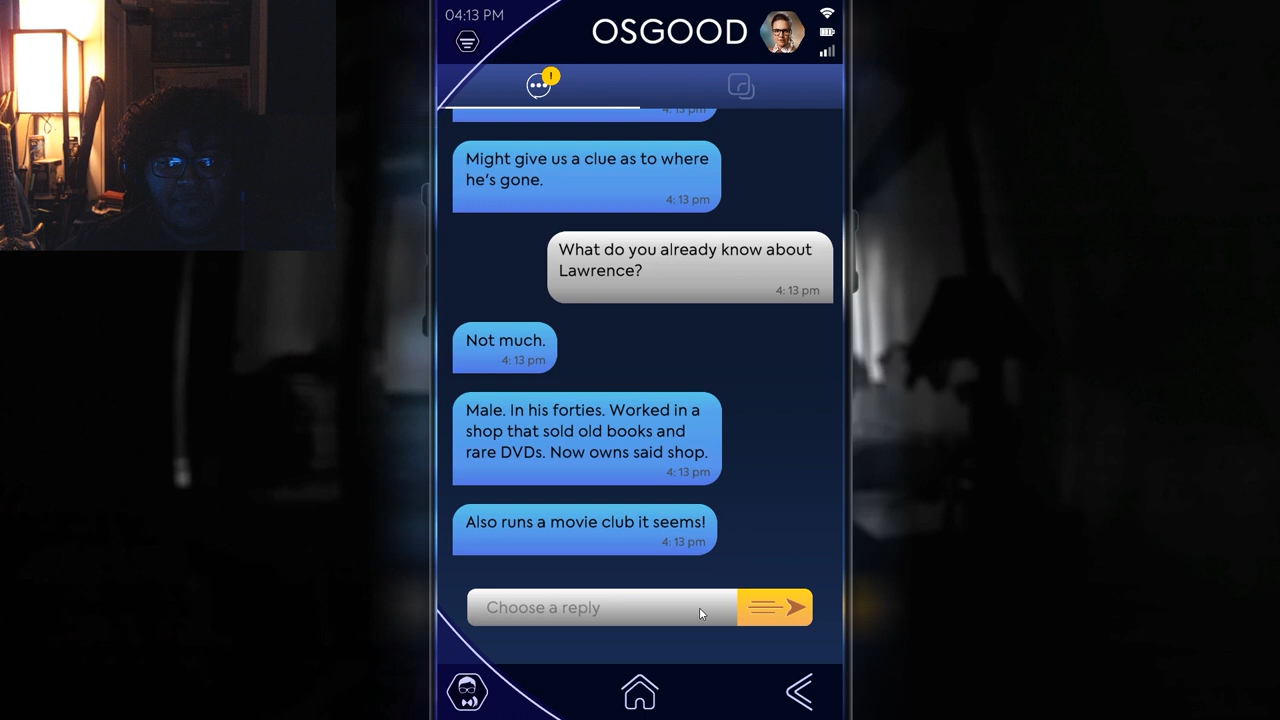 04:13 PM
OSGOOD
!
4: 13 pm
Might give us a clue as to where
he's gone.
4: 13 pm
What do you already know about
Lawrence?
4: 13 pm
Not much.
4: 13 pm
Male. In his forties. Worked in a
shop that sold old books and
rare DVDs. Now owns said shop.
4: 13 pm
Also runs a movie club it seems!
4: 13 pm
Choose a reply